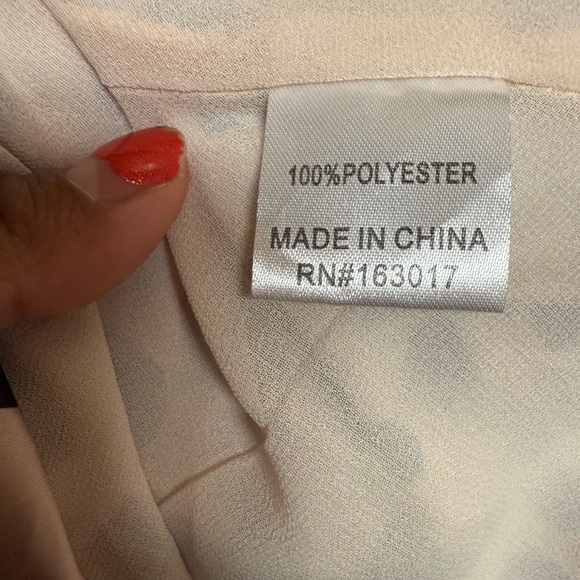 100%POLYESTER
MADE IN CHINA
RN#163017